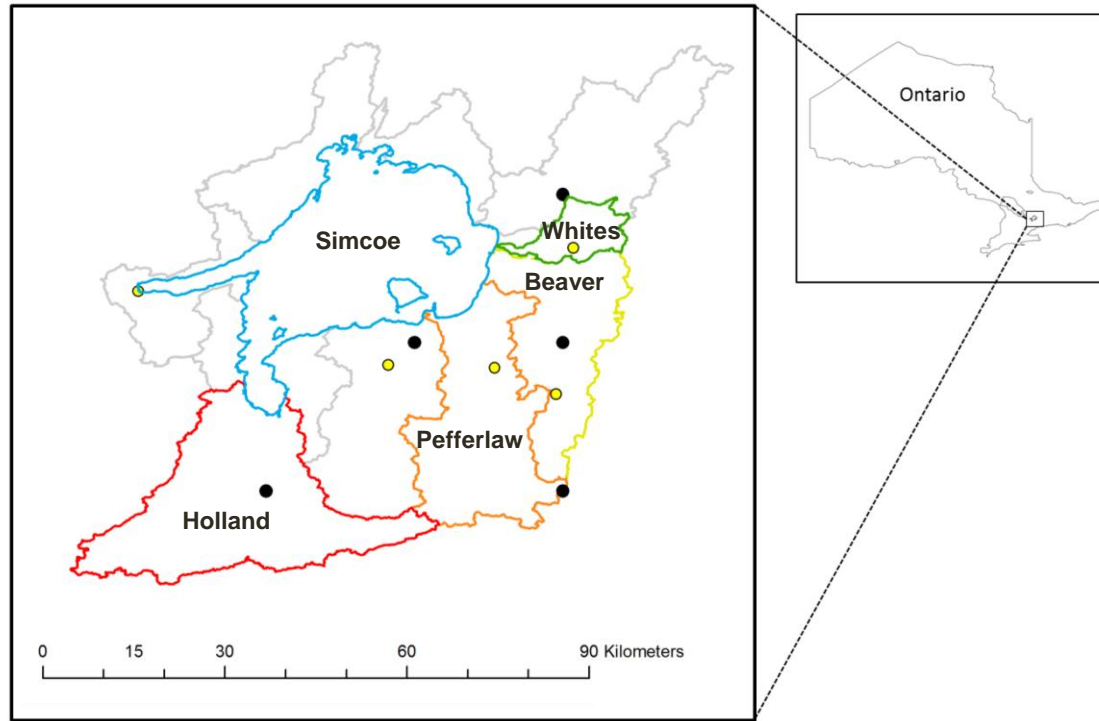 Ontario
Simcoe
Whites
Beaver
Pefferlaw
Holland
0 15 30 60 90 Kilometers